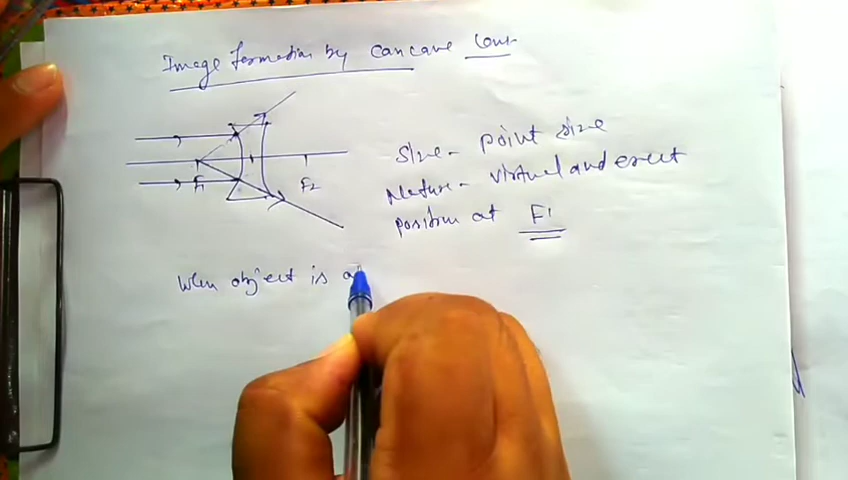 Image formation by Concave Lens
F1
F2
Size - point size
Nature - virtual and erect
position at F1
When object is a